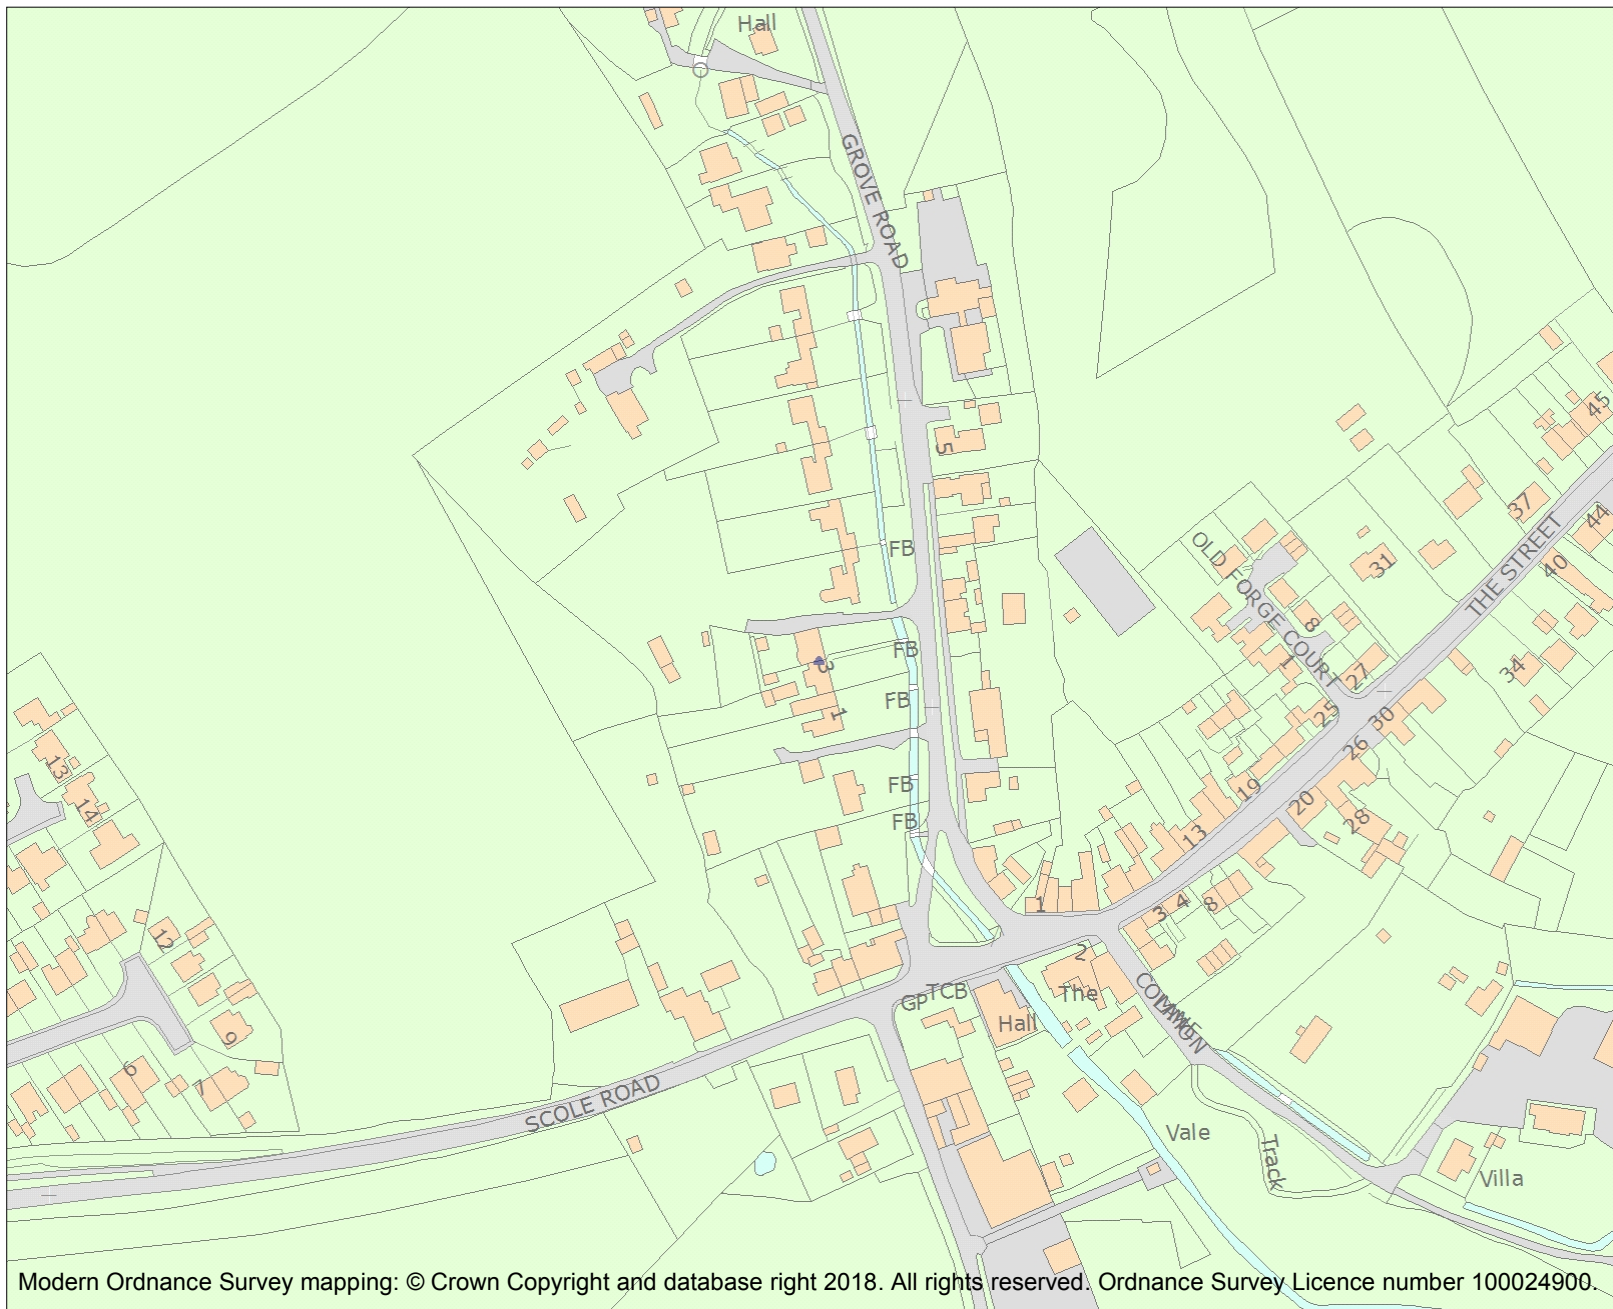 Hall
GROVE ROAD
5
45
37
44
THE STREET
40
31
OLD FORGE COURT
8
1
27
34
FB
FB
3
FB
1
25
30
26
13
14
FB
19
20
28
FB
13
1
3
4
8
12
2
GP
TCB
The
COMMON
LANE
Hall
9
6
7
SCOLE ROAD
Vale
Track
Villa
Modern Ordnance Survey mapping: © Crown Copyright and database right 2018. All rights reserved. Ordnance Survey Licence number 100024900.